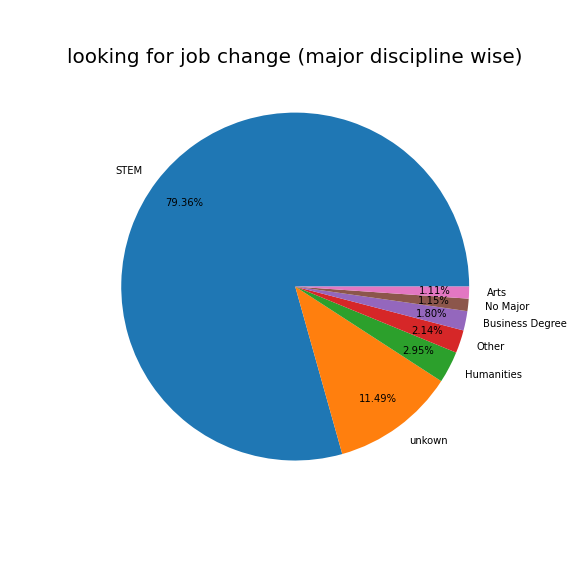 looking for job change (major discipline wise)
STEM
79.36%
1.11%
Arts
1.15%
No Major
1.80%
Business Degree
2.14%
Other
2.95%
Humanities
11.49%
unkown